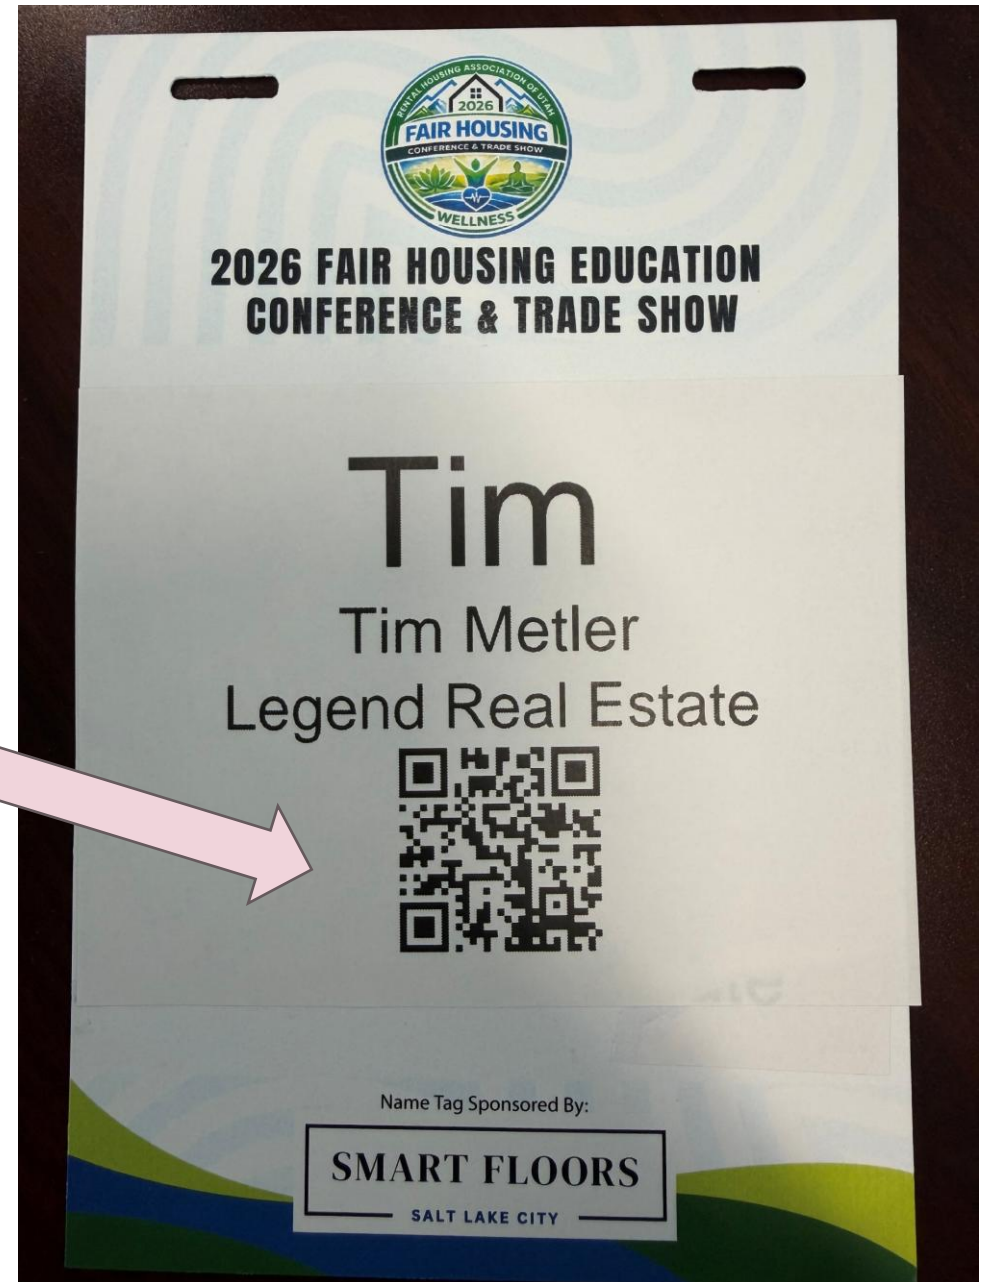 RENTAL HOUSING ASSOCIATION OF UTAH
2026
FAIR HOUSING
CONFERENCE & TRADE SHOW
WELLNESS
2026 FAIR HOUSING EDUCATION
CONFERENCE & TRADE SHOW
Tim
Tim Metler
Legend Real Estate
Name Tag Sponsored By:
SMART FLOORS
SALT LAKE CITY